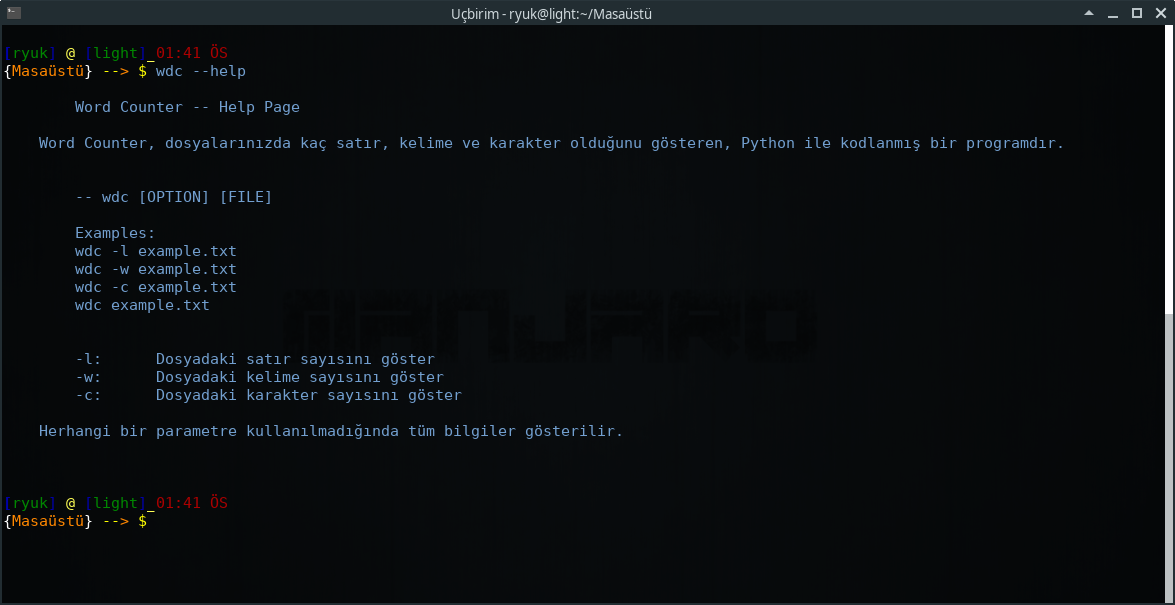 Uçbirim - ryuk@light:~/Masaüstü
[ryuk] @ [light]_01:41 ÖS
{Masaüstü} --> $ wdc --help
Word Counter -- Help Page
Word Counter, dosyalarınızda kaç satır, kelime ve karakter olduğunu gösteren, Python ile kodlanmış bir programdır.
-- wdc [OPTION] [FILE]
Examples:
wdc -l example.txt
wdc -w example.txt
wdc -c example.txt
wdc example.txt
MANJARO
-l: Dosyadaki satır sayısını göster
-w: Dosyadaki kelime sayısını göster
-c: Dosyadaki karakter sayısını göster
Herhangi bir parametre kullanılmadığında tüm bilgiler gösterilir.
[ryuk] @ [light]_01:41 ÖS
{Masaüstü} --> $